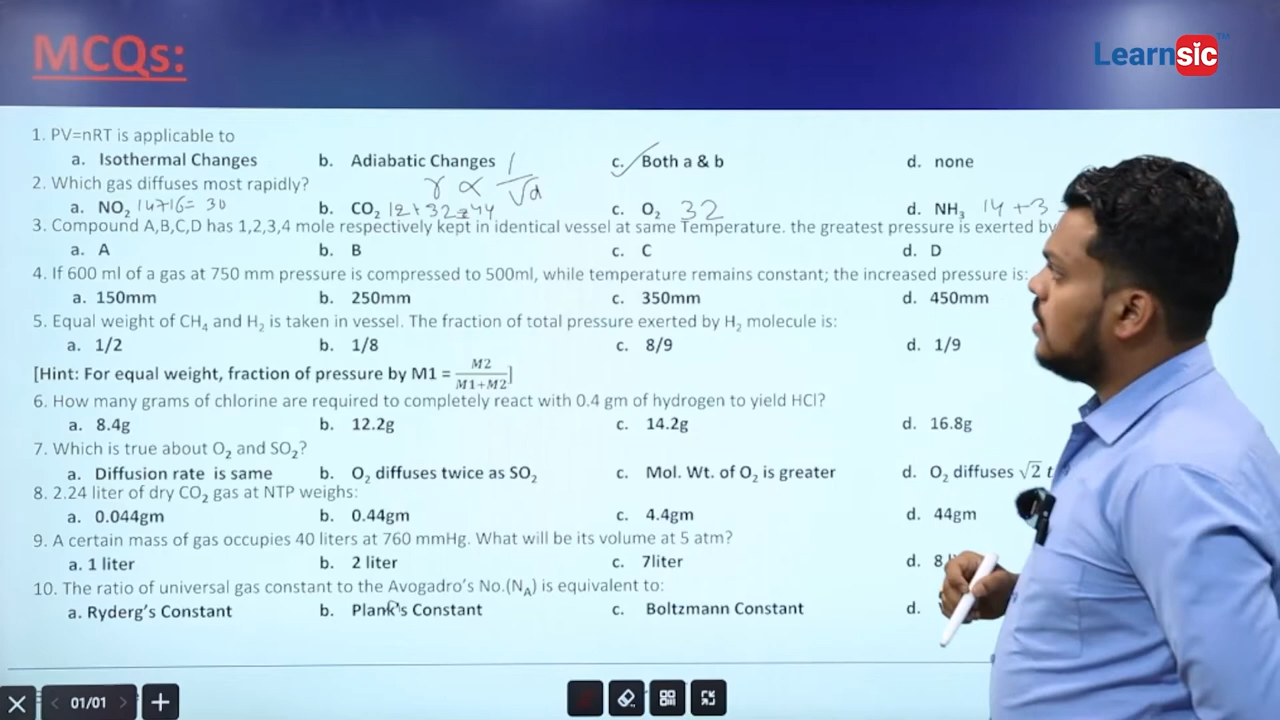 MCQs:
Learnsic™
1. PV=nRT is applicable to
a. Isothermal Changes b. Adiabatic Changes c. Both a & b d. none
2. Which gas diffuses most rapidly? r ∝ 1/√d
a. NO₂ 14+16= 30 b. CO₂ 12+32=44 c. O₂ 32 d. NH₃ 14+3
3. Compound A,B,C,D has 1,2,3,4 mole respectively kept in identical vessel at same Temperature. the greatest pressure is exerted by
a. A b. B c. C d. D
4. If 600 ml of a gas at 750 mm pressure is compressed to 500ml, while temperature remains constant; the increased pressure is:
a. 150mm b. 250mm c. 350mm d. 450mm
5. Equal weight of CH₄ and H₂ is taken in vessel. The fraction of total pressure exerted by H₂ molecule is:
a. 1/2 b. 1/8 c. 8/9 d. 1/9
[Hint: For equal weight, fraction of pressure by M1 = M2/M1+M2]
6. How many grams of chlorine are required to completely react with 0.4 gm of hydrogen to yield HCl?
a. 8.4g b. 12.2g c. 14.2g d. 16.8g
7. Which is true about O₂ and SO₂?
a. Diffusion rate is same b. O₂ diffuses twice as SO₂ c. Mol. Wt. of O₂ is greater d. O₂ diffuses √2 t
8. 2.24 liter of dry CO₂ gas at NTP weighs:
a. 0.044gm b. 0.44gm c. 4.4gm d. 44gm
9. A certain mass of gas occupies 40 liters at 760 mmHg. What will be its volume at 5 atm?
a. 1 liter b. 2 liter c. 7liter d. 8
10. The ratio of universal gas constant to the Avogadro's No.(N_A) is equivalent to:
a. Ryderg's Constant b. Plank's Constant c. Boltzmann Constant d.
01/01